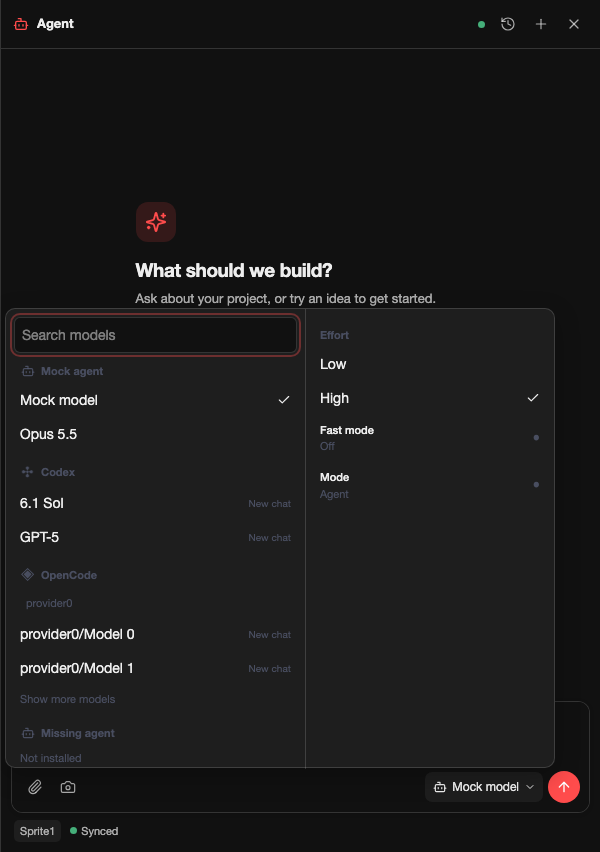 Agent
What should we build?
Ask about your project, or try an idea to get started.
Search models
Mock agent
Mock model
Opus 5.5
Codex
6.1 Sol New chat
GPT-5 New chat
OpenCode
provider0
provider0/Model 0 New chat
provider0/Model 1 New chat
Show more models
Missing agent
Not installed
Effort
Low
High
Fast mode
Off
Mode
Agent
Mock model
Sprite1 Synced